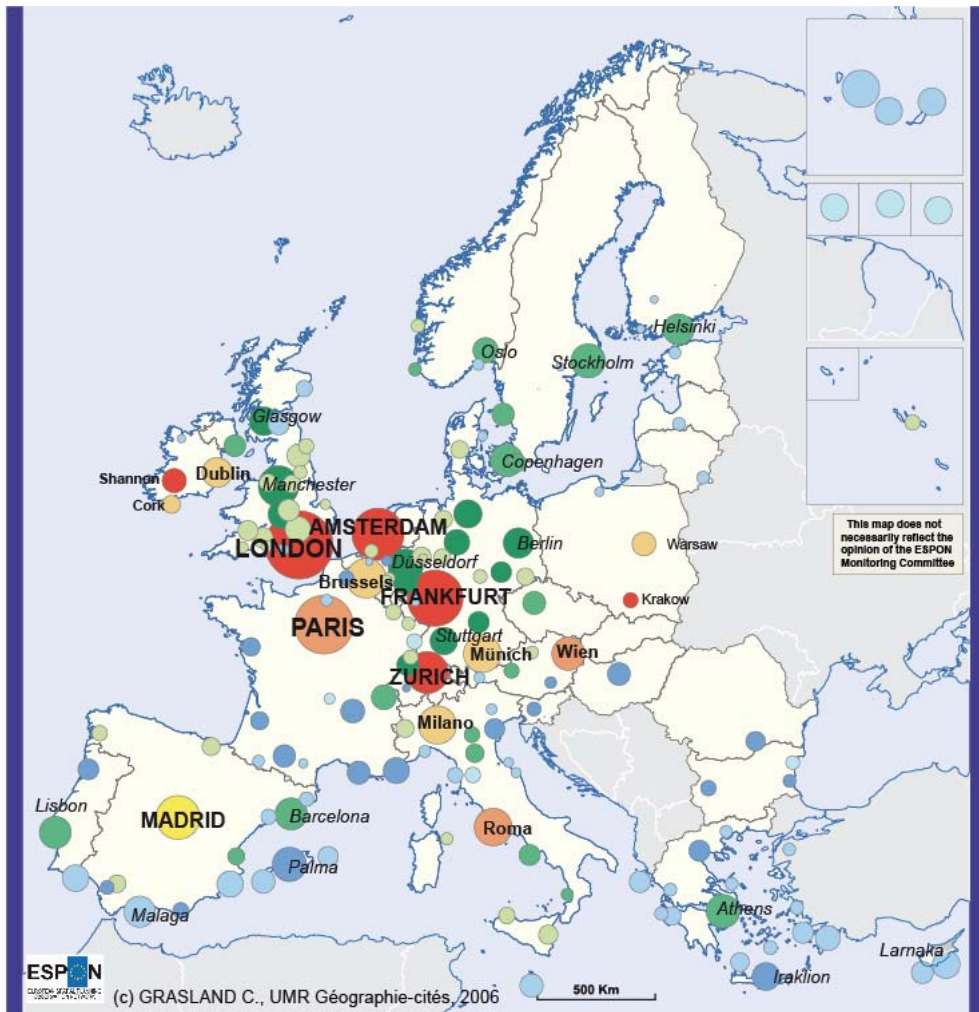 Helsinki
Oslo
Stockholm
Glasgow
Copenhagen
Shannon
Dublin
Manchester
Cork
AMSTERDAM
LONDON
Berlin
Düsseldorf
Warsaw
This map does not
necessarily reflect the
opinion of the ESPON
Monitoring Committee
Brussels
FRANKFURT
Krakow
PARIS
Stuttgart
Münich
Wien
ZURICH
Milano
Lisbon
MADRID
Barcelona
Roma
Palma
Malaga
Athens
Larnaka
Iraklion
ESPON
(c) GRASLAND C., UMR Géographie-cités, 2006
500 Km